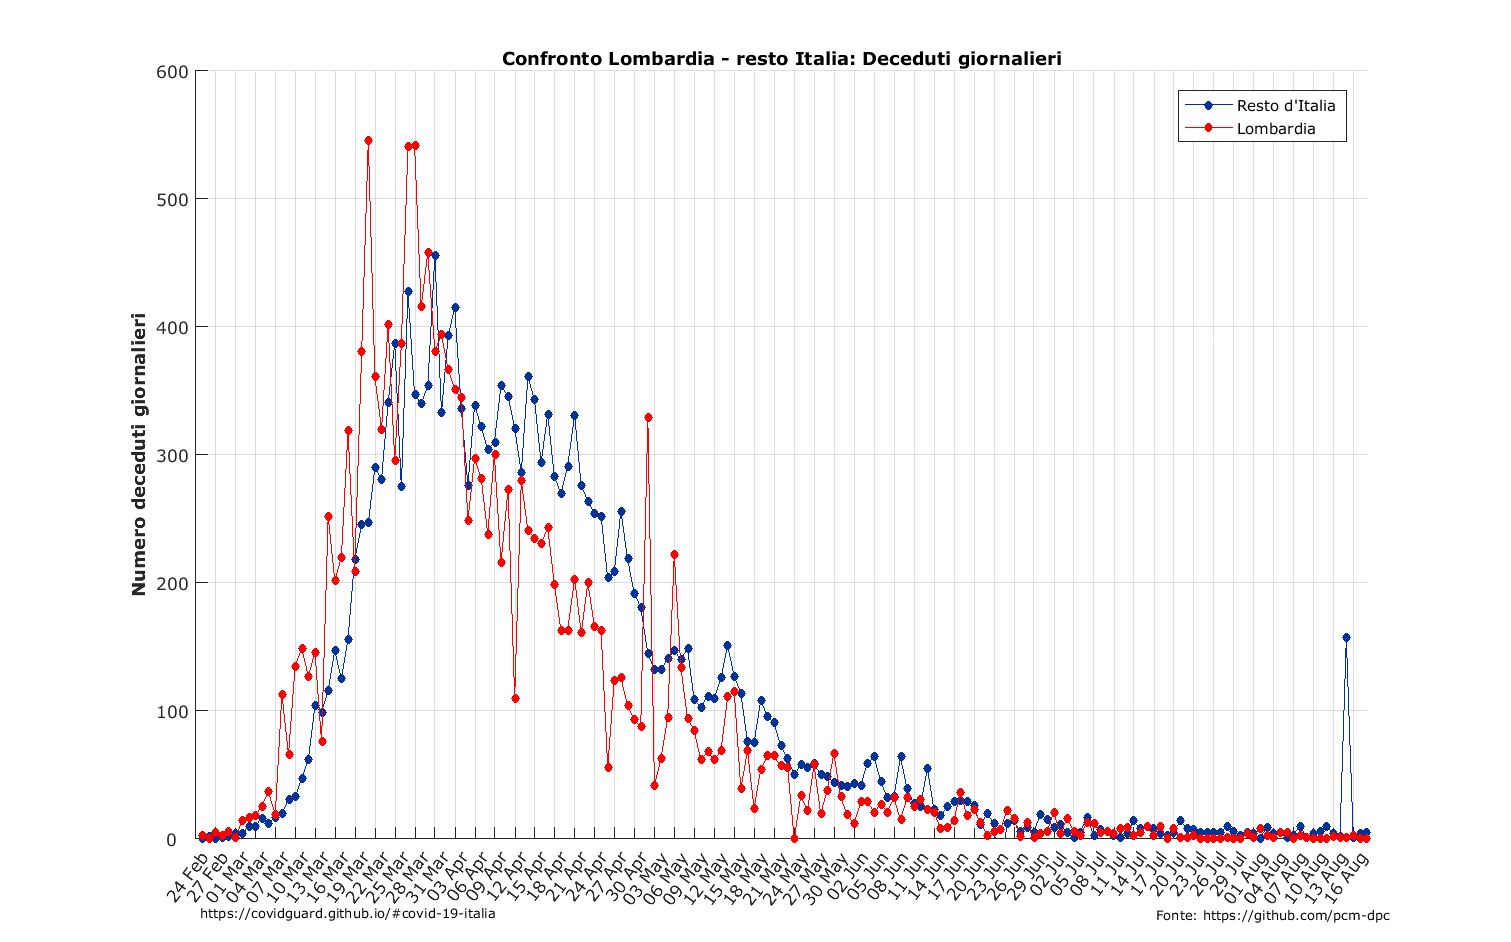 Confronto Lombardia - resto Italia: Deceduti giornalieri
Resto d'Italia
Lombardia
Numero deceduti giornalieri
600
500
400
300
200
100
0
24 Feb
27 Feb
01 Mar
04 Mar
07 Mar
10 Mar
13 Mar
16 Mar
19 Mar
22 Mar
25 Mar
28 Mar
31 Mar
03 Apr
06 Apr
09 Apr
12 Apr
15 Apr
18 Apr
21 Apr
24 Apr
27 Apr
30 Apr
03 May
06 May
09 May
12 May
15 May
18 May
21 May
24 May
27 May
30 May
02 Jun
05 Jun
08 Jun
11 Jun
14 Jun
17 Jun
20 Jun
23 Jun
26 Jun
29 Jun
02 Jul
05 Jul
08 Jul
11 Jul
14 Jul
17 Jul
20 Jul
23 Jul
26 Jul
29 Jul
01 Aug
04 Aug
07 Aug
10 Aug
13 Aug
16 Aug
https://covidguard.github.io/#covid-19-italia
Fonte: https://github.com/pcm-dpc